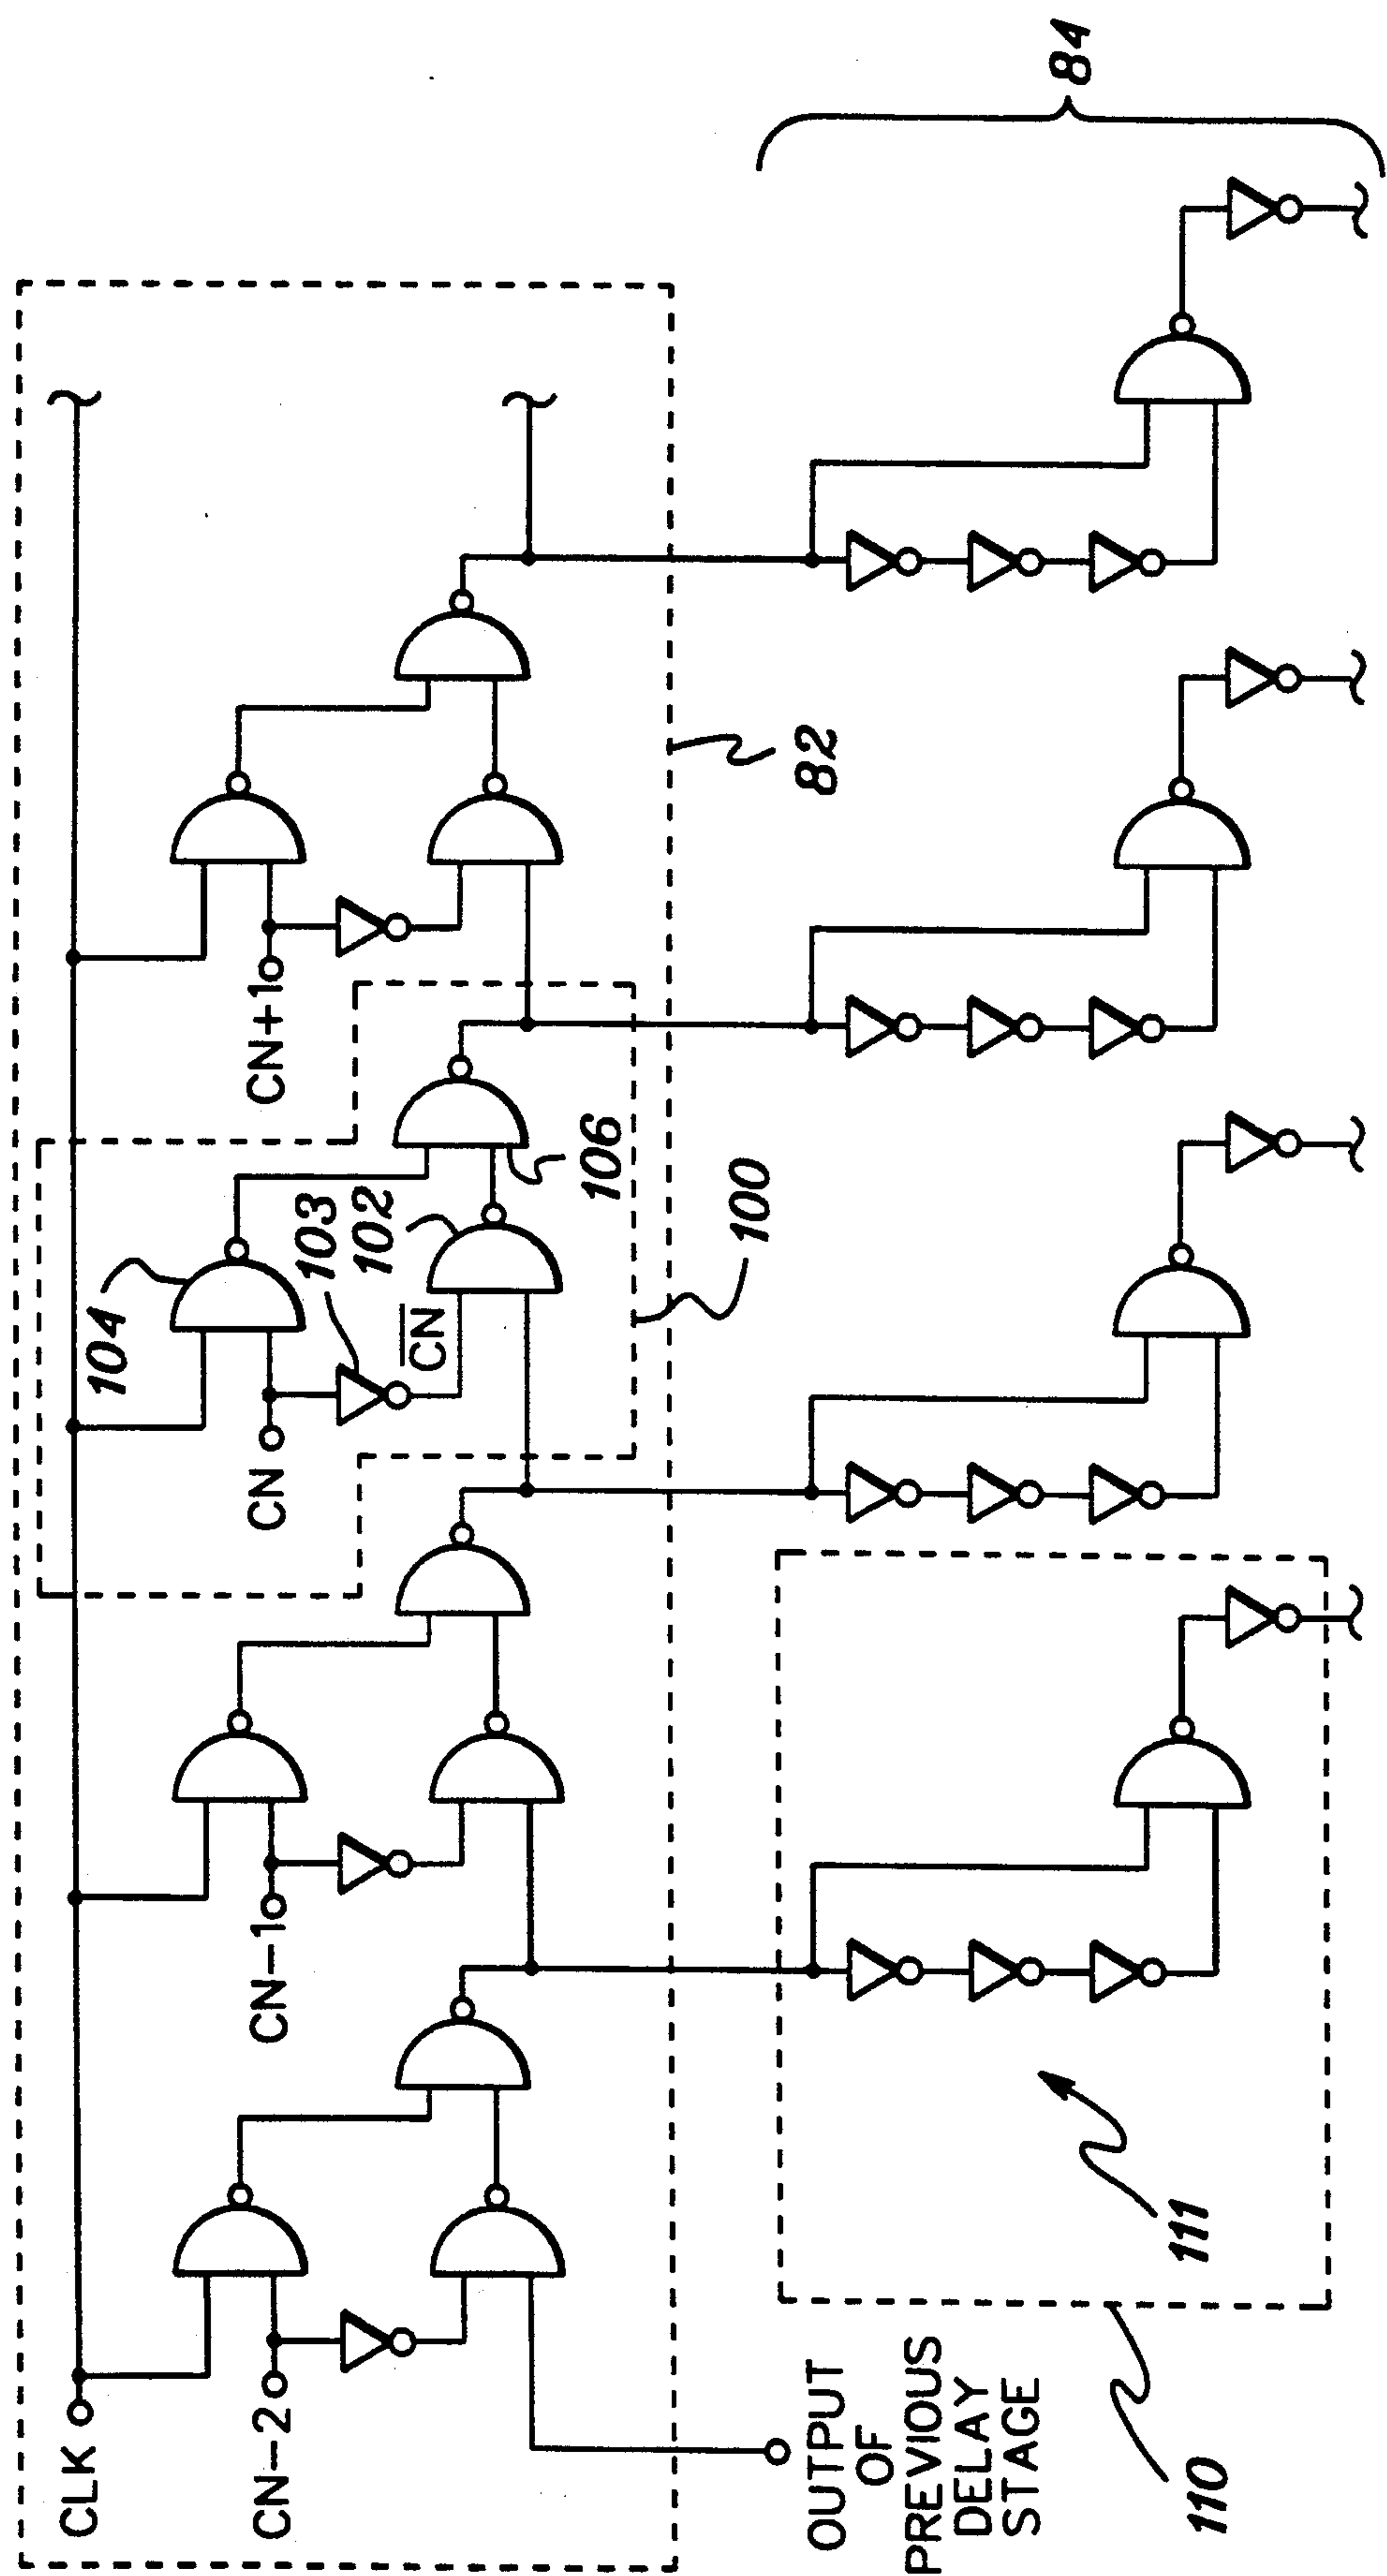 CLK
CN-2
CN-1
CN
CN+1
104
103
102
C̅N̅
106
100
82
84
OUTPUT
OF
PREVIOUS
DELAY
STAGE
110
111